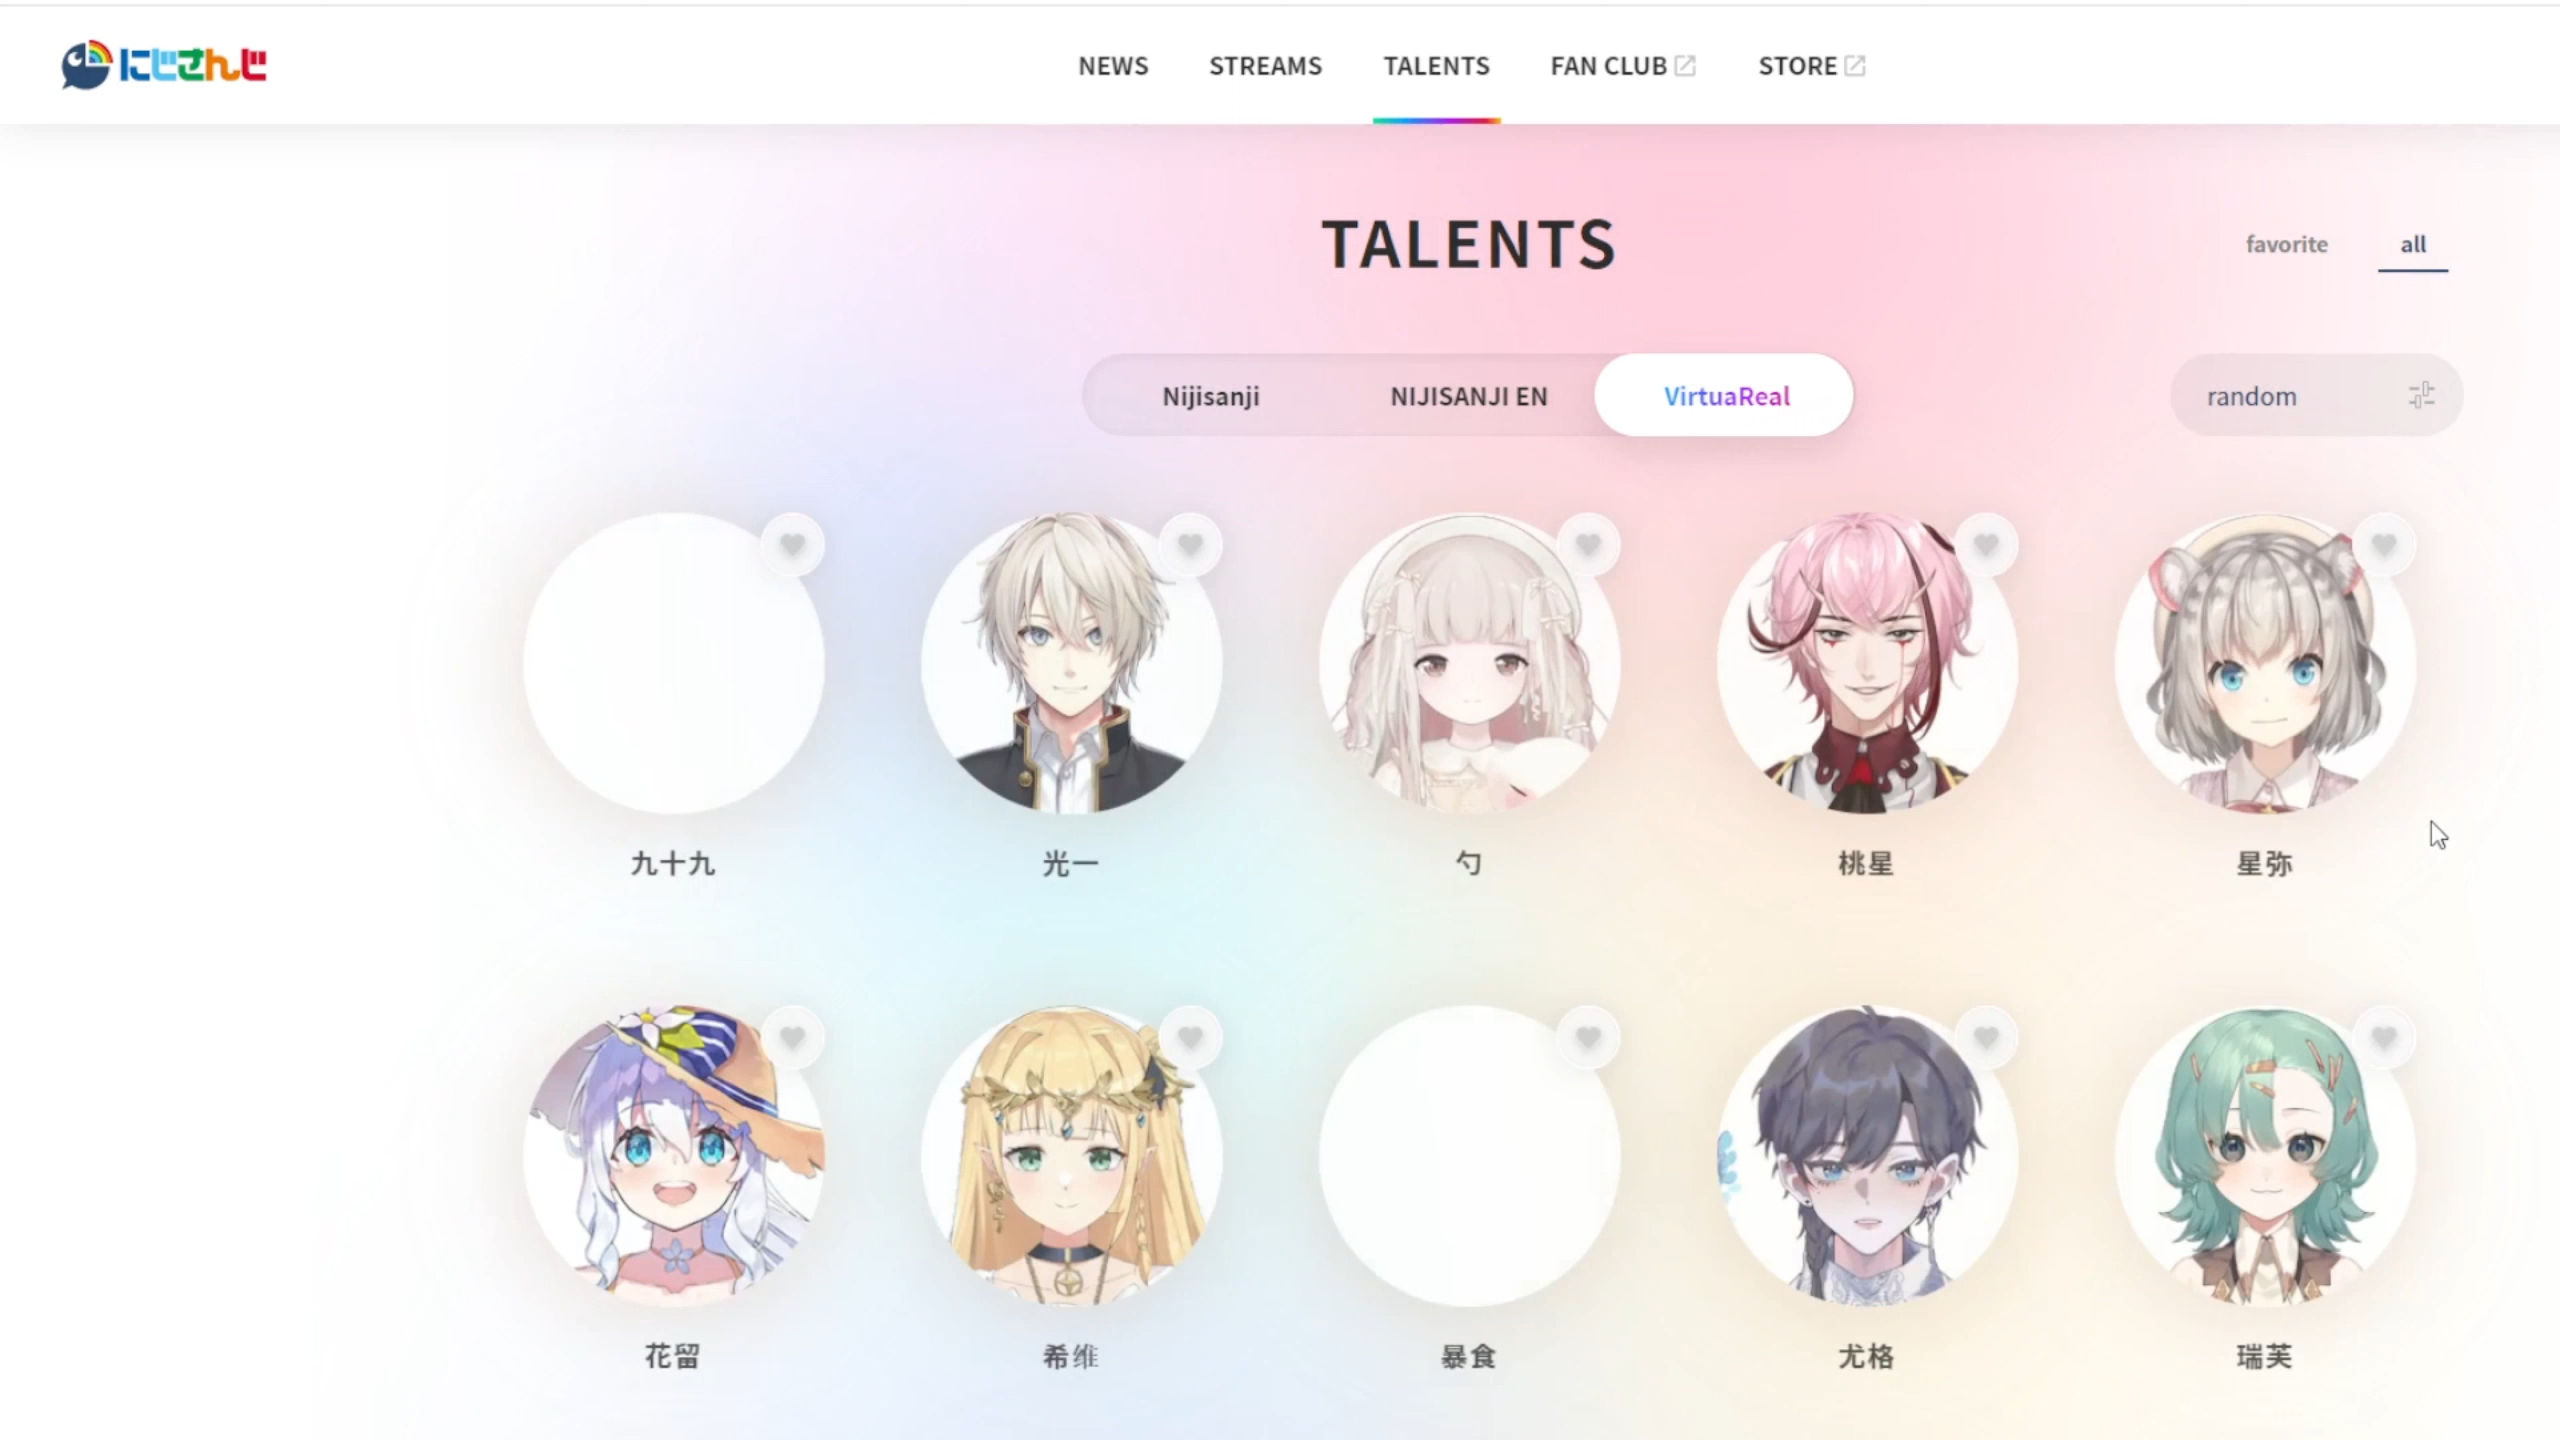 にじさんじ
NEWS STREAMS TALENTS FAN CLUB STORE
TALENTS
favorite all
Nijisanji NIJISANJI EN VirtuaReal
random
九十九 光一 勺 桃星 星弥
花留 希维 暴食 尤格 瑞芙